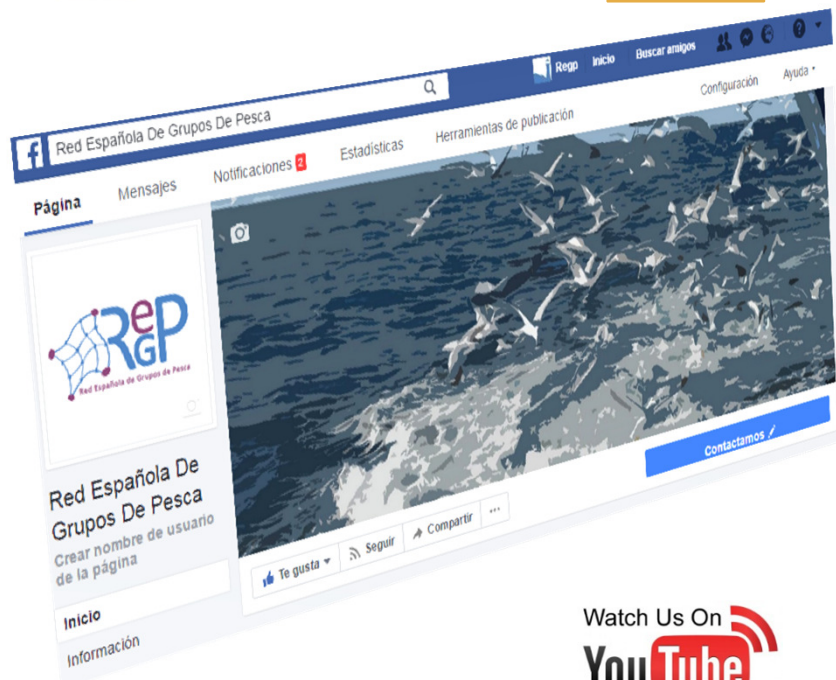 Red Española De Grupos De Pesca
Regp
Inicio
Buscar amigos
Página
Mensajes
Notificaciones 2
Estadísticas
Herramientas de publicación
Configuración
Ayuda
ReGP
Red Española de Grupos de Pesca
Red Española De
Grupos De Pesca
Crear nombre de usuario
de la página
Inicio
Información
Te gusta
Seguir
Compartir
...
Contactarnos
Watch Us On
YouTube